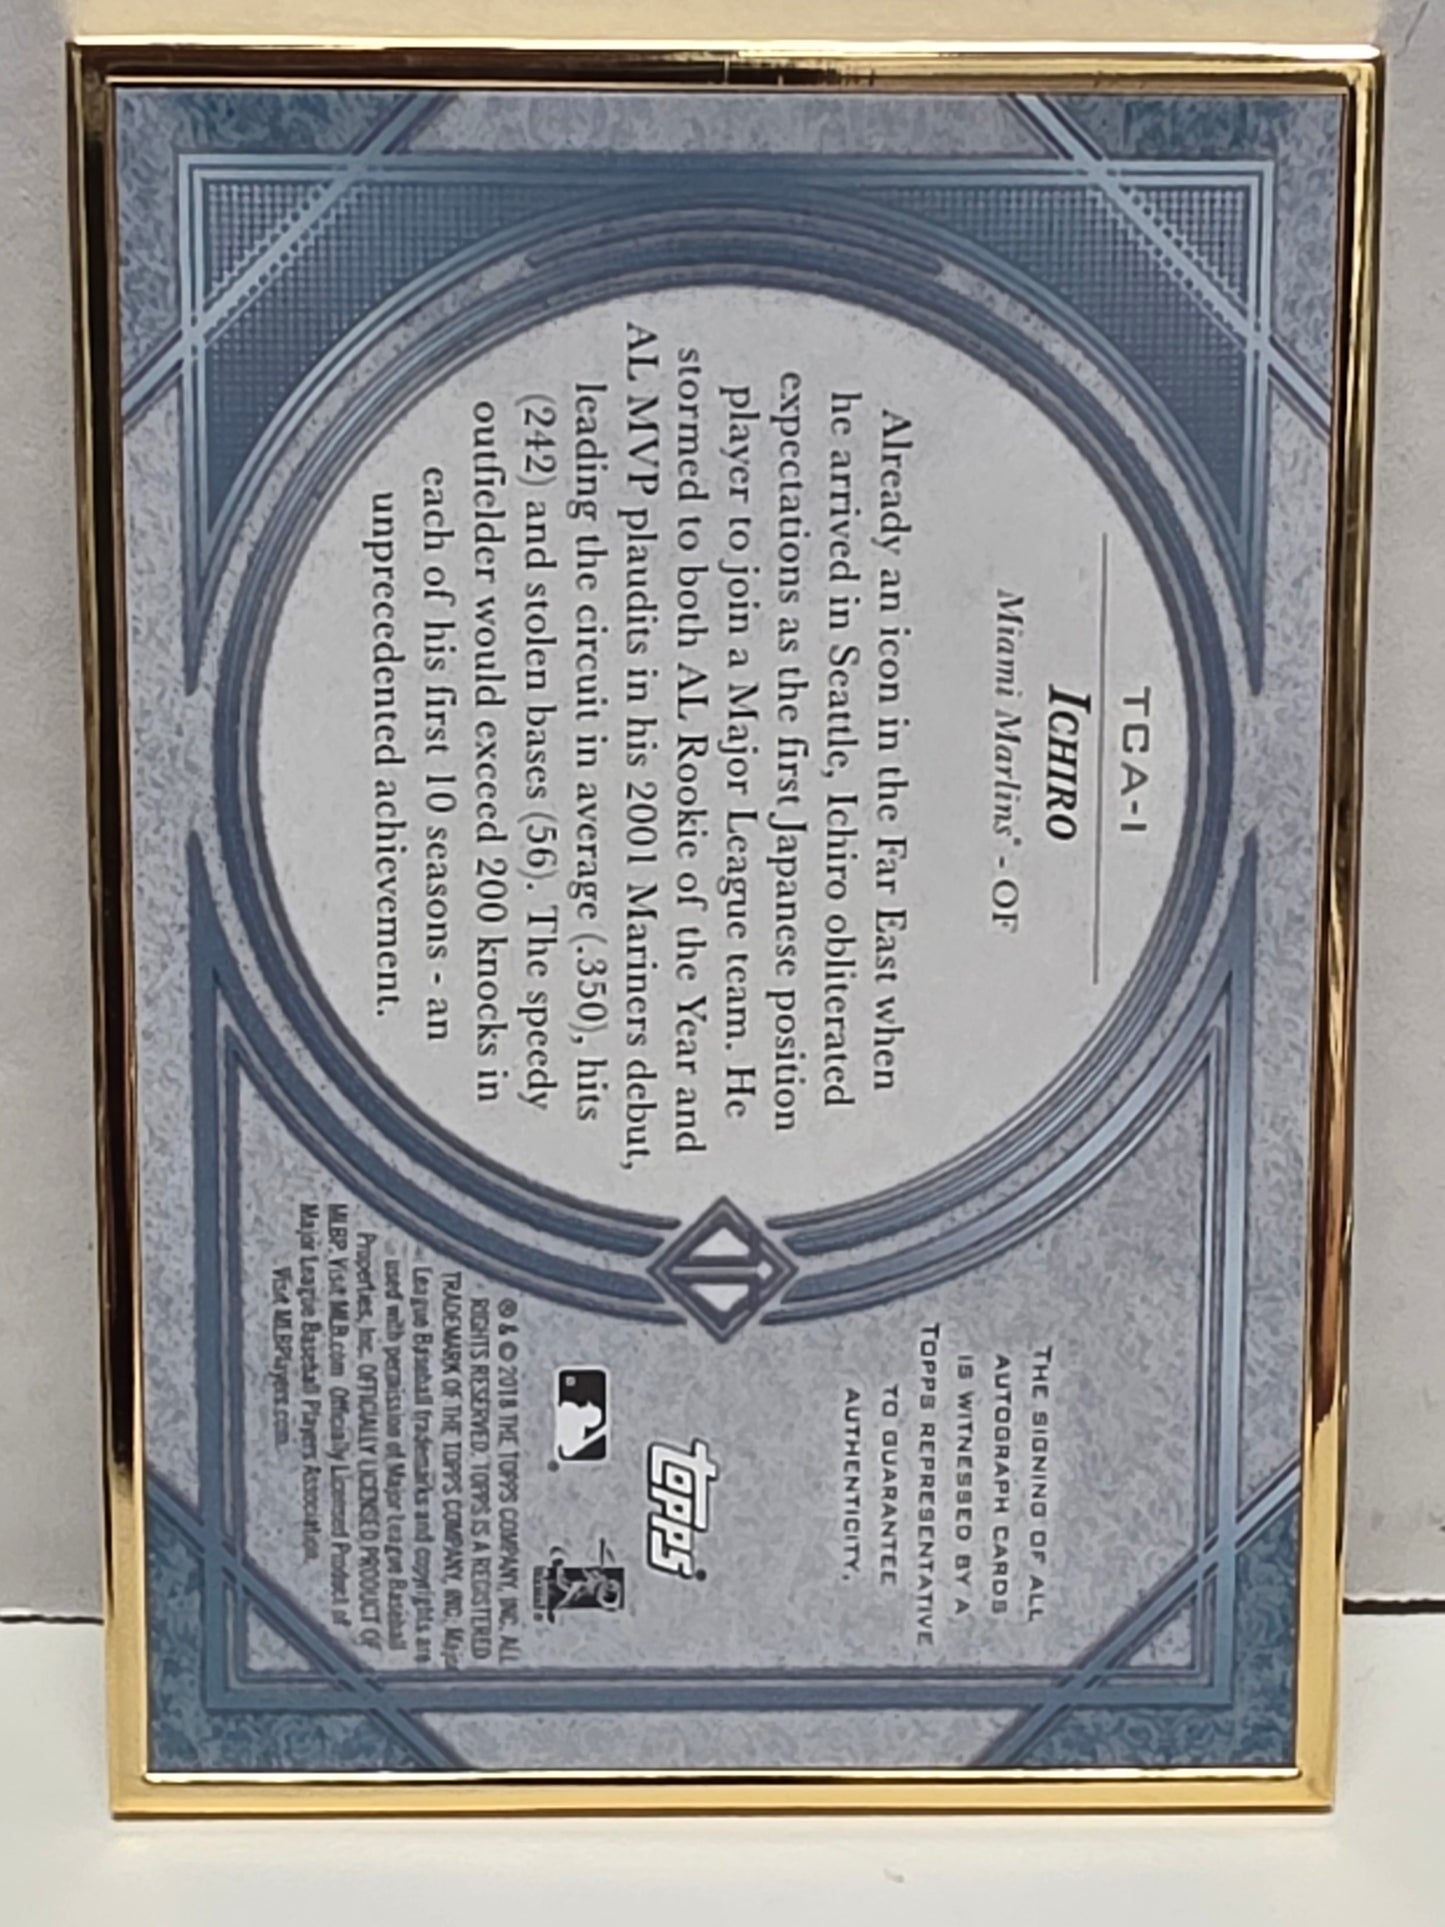 TCA-I
ICHIRO
Miami Marlins® - OF
Already an icon in the Far East when
he arrived in Seattle, Ichiro obliterated
expectations as the first Japanese position
player to join a Major League team. He
stormed to both AL Rookie of the Year and
AL MVP plaudits in his 2001 Mariners debut,
leading the circuit in average (.350), hits
(242) and stolen bases (56). The speedy
outfielder would exceed 200 knocks in
each of his first 10 seasons - an
unprecedented achievement.
THE SIGNING OF ALL
AUTOGRAPH CARDS
IS WITNESSED BY A
TOPPS REPRESENTATIVE
TO GUARANTEE
AUTHENTICITY.
topps®
® & © 2018 THE TOPPS COMPANY, INC. ALL
RIGHTS RESERVED. TOPPS IS A REGISTERED
TRADEMARK OF THE TOPPS COMPANY, INC. Major
League Baseball trademarks and copyrights are
used with permission of Major League Baseball
Properties, Inc. OFFICIALLY LICENSED PRODUCT OF
MLBP. Visit MLB.com Officially Licensed Product of
Major League Baseball Players Association.
Visit MLBPlayers.com.